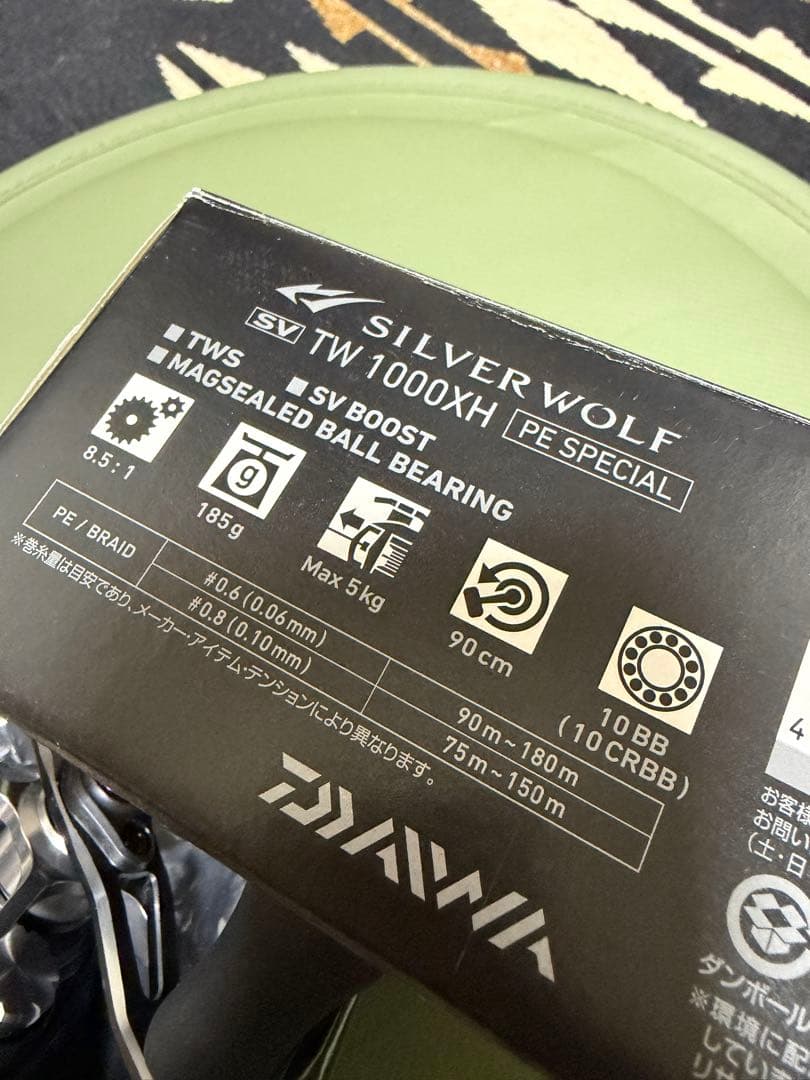 SILVER WOLF
SV TW 1000XH PE SPECIAL
■TWS ■SV BOOST
■MAGSEALED BALL BEARING
8.5:1
g
185g
Max 5kg
90cm
10BB
(10CRBB)
PE / BRAID
#0.6 (0.06mm) 90m~180m
#0.8 (0.10mm) 75m~150m
※巻糸量は目安であり、メーカー・アイテム・テンションにより異なります。
DAIWA
4
お客様
お問い
(土・日
ダンボール
※環境に配
してい
リサ